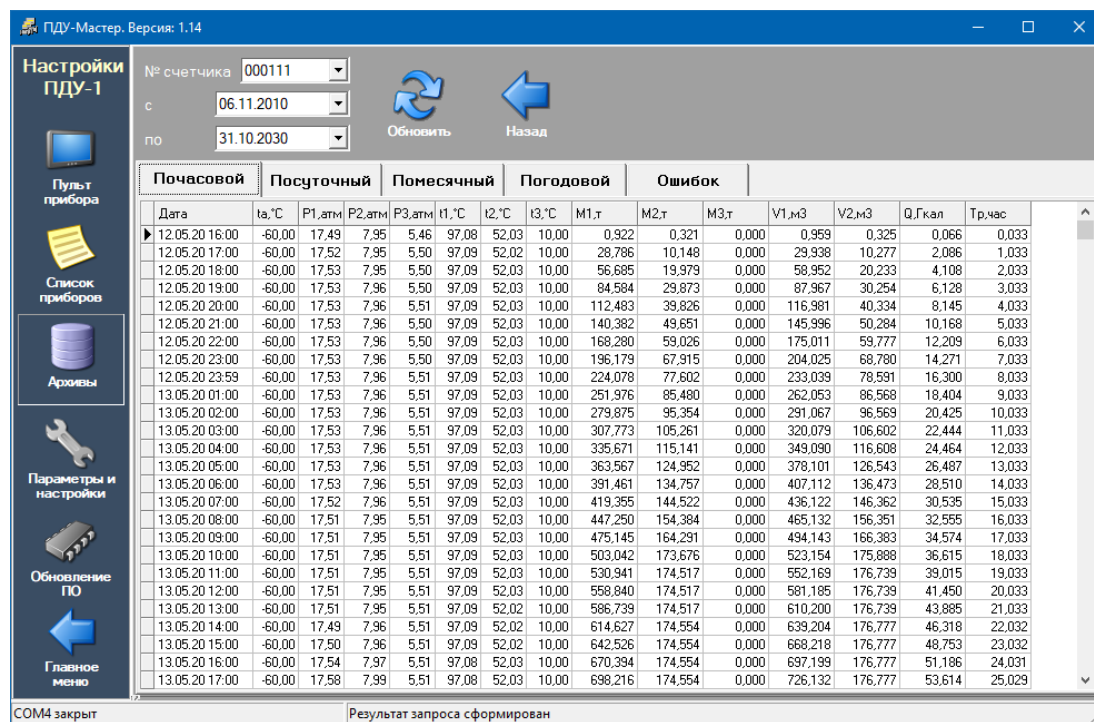 ПДУ-Мастер. Версия: 1.14
Настройки
ПДУ-1
Пульт
прибора
Список
приборов
Архивы
Параметры и
настройки
Обновление
ПО
Главное
меню
№ счетчика 000111
с 06.11.2010
по 31.10.2030
Обновить
Назад
Почасовой Посуточный Помесячный Погодовой Ошибок
Дата ta,°C P1,атм P2,атм P3,атм t1,°C t2,°C t3,°C M1,т M2,т M3,т V1,м3 V2,м3 Q,Гкал Тр,час
12.05.20 16:00 -60,00 17,49 7,95 5,46 97,08 52,03 10,00 0,922 0,321 0,000 0,959 0,325 0,066 0,033
12.05.20 17:00 -60,00 17,52 7,95 5,50 97,09 52,02 10,00 28,786 10,148 0,000 29,938 10,277 2,086 1,033
12.05.20 18:00 -60,00 17,53 7,95 5,50 97,09 52,03 10,00 56,685 19,979 0,000 58,952 20,233 4,108 2,033
12.05.20 19:00 -60,00 17,53 7,96 5,50 97,09 52,03 10,00 84,584 29,873 0,000 87,967 30,254 6,128 3,033
12.05.20 20:00 -60,00 17,53 7,96 5,51 97,09 52,03 10,00 112,483 39,826 0,000 116,981 40,334 8,145 4,033
12.05.20 21:00 -60,00 17,53 7,96 5,50 97,09 52,03 10,00 140,382 49,651 0,000 145,996 50,284 10,168 5,033
12.05.20 22:00 -60,00 17,53 7,96 5,50 97,09 52,03 10,00 168,280 59,026 0,000 175,011 59,777 12,209 6,033
12.05.20 23:00 -60,00 17,53 7,96 5,50 97,09 52,03 10,00 196,179 67,915 0,000 204,025 68,780 14,271 7,033
12.05.20 23:59 -60,00 17,53 7,96 5,51 97,09 52,03 10,00 224,078 77,602 0,000 233,039 78,591 16,300 8,033
13.05.20 01:00 -60,00 17,53 7,96 5,51 97,09 52,03 10,00 251,976 85,480 0,000 262,053 86,568 18,404 9,033
13.05.20 02:00 -60,00 17,53 7,96 5,51 97,09 52,03 10,00 279,875 95,354 0,000 291,067 96,569 20,425 10,033
13.05.20 03:00 -60,00 17,53 7,96 5,51 97,09 52,03 10,00 307,773 105,261 0,000 320,079 106,602 22,444 11,033
13.05.20 04:00 -60,00 17,53 7,96 5,51 97,09 52,03 10,00 335,671 115,141 0,000 349,090 116,608 24,464 12,033
13.05.20 05:00 -60,00 17,53 7,96 5,51 97,09 52,03 10,00 363,567 124,952 0,000 378,101 126,543 26,487 13,033
13.05.20 06:00 -60,00 17,53 7,96 5,51 97,09 52,03 10,00 391,461 134,757 0,000 407,112 136,473 28,510 14,033
13.05.20 07:00 -60,00 17,52 7,96 5,51 97,09 52,03 10,00 419,355 144,522 0,000 436,122 146,362 30,535 15,033
13.05.20 08:00 -60,00 17,51 7,95 5,51 97,09 52,03 10,00 447,250 154,384 0,000 465,132 156,351 32,555 16,033
13.05.20 09:00 -60,00 17,51 7,95 5,51 97,09 52,03 10,00 475,145 164,291 0,000 494,143 166,383 34,574 17,033
13.05.20 10:00 -60,00 17,51 7,95 5,51 97,09 52,03 10,00 503,042 173,676 0,000 523,154 175,888 36,615 18,033
13.05.20 11:00 -60,00 17,51 7,95 5,51 97,09 52,03 10,00 530,941 174,517 0,000 552,169 176,739 39,015 19,033
13.05.20 12:00 -60,00 17,51 7,95 5,51 97,09 52,03 10,00 558,840 174,517 0,000 581,185 176,739 41,450 20,033
13.05.20 13:00 -60,00 17,51 7,95 5,51 97,09 52,02 10,00 586,739 174,517 0,000 610,200 176,739 43,885 21,033
13.05.20 14:00 -60,00 17,49 7,96 5,51 97,09 52,02 10,00 614,627 174,554 0,000 639,204 176,777 46,318 22,032
13.05.20 15:00 -60,00 17,50 7,96 5,51 97,09 52,02 10,00 642,526 174,554 0,000 668,218 176,777 48,753 23,032
13.05.20 16:00 -60,00 17,54 7,97 5,51 97,08 52,03 10,00 670,394 174,554 0,000 697,199 176,777 51,186 24,031
13.05.20 17:00 -60,00 17,58 7,99 5,51 97,08 52,03 10,00 698,216 174,554 0,000 726,132 176,777 53,614 25,029
COM4 закрыт Результат запроса сформирован